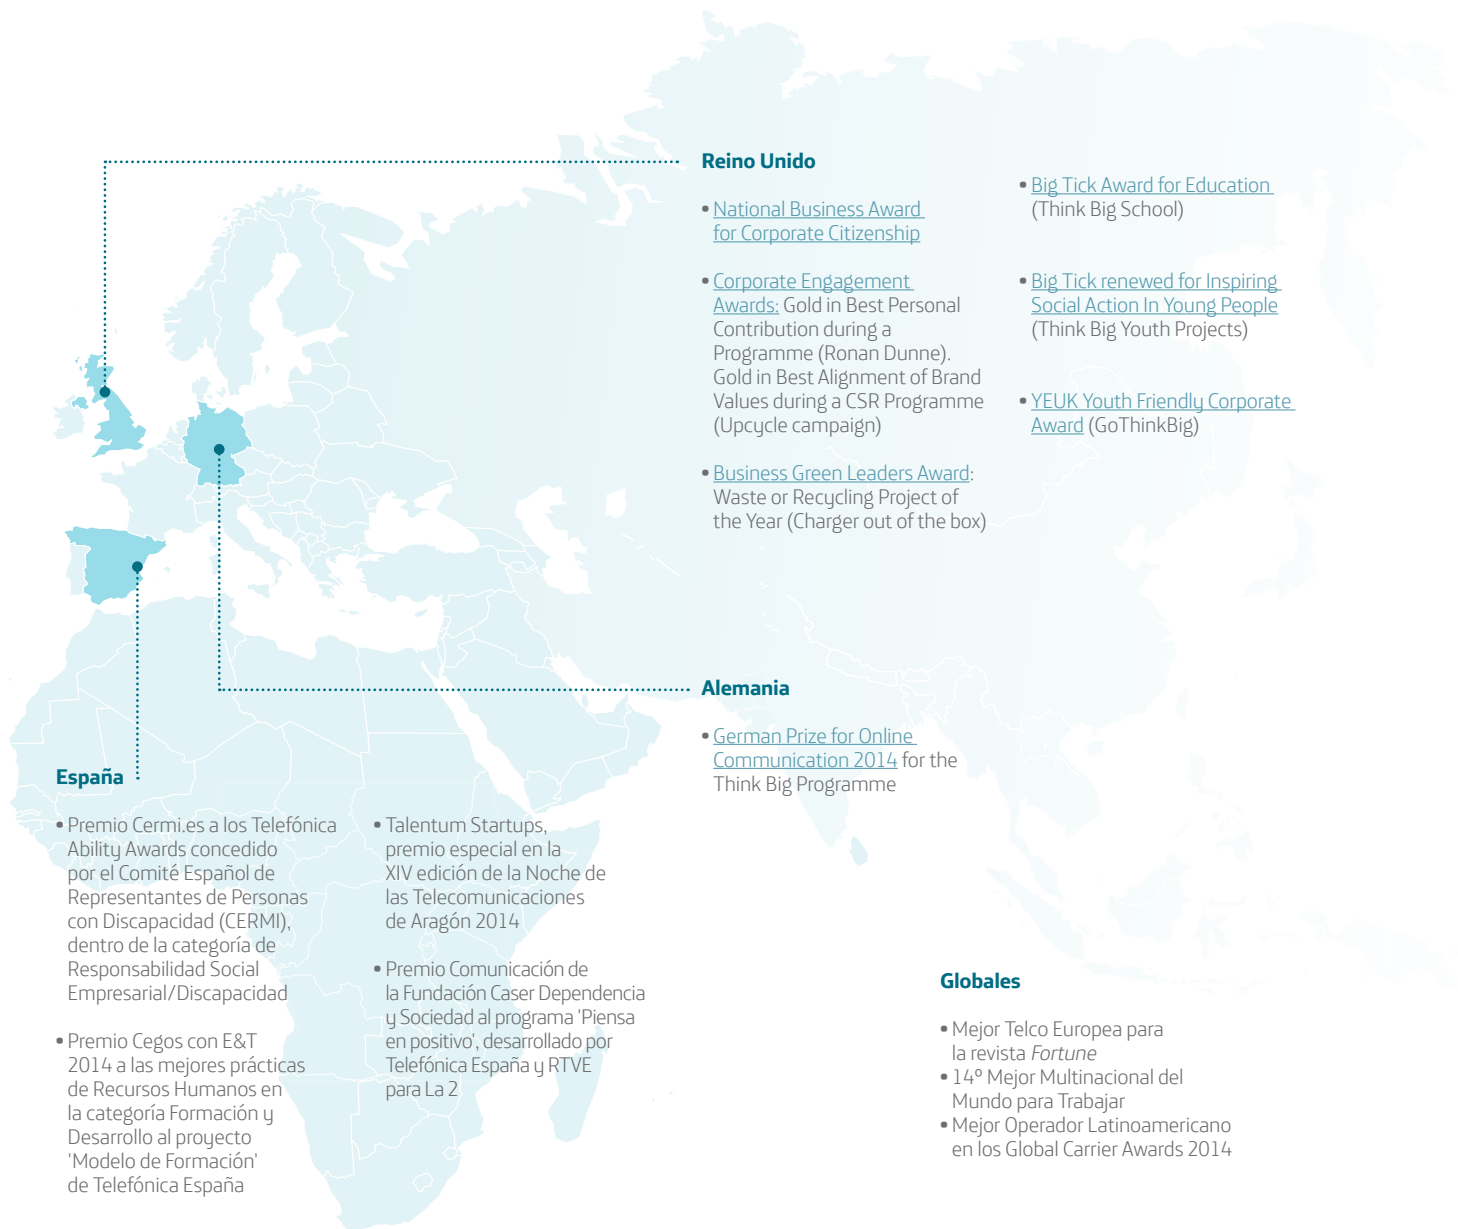 Reino Unido
• National Business Award
for Corporate Citizenship
• Corporate Engagement
Awards: Gold in Best Personal
Contribution during a
Programme (Ronan Dunne).
Gold in Best Alignment of Brand
Values during a CSR Programme
(Upcycle campaign)
• Business Green Leaders Award:
Waste or Recycling Project of
the Year (Charger out of the box)
• Big Tick Award for Education
(Think Big School)
• Big Tick renewed for Inspiring
Social Action In Young People
(Think Big Youth Projects)
• YEUK Youth Friendly Corporate
Award (GoThinkBig)
Alemania
• German Prize for Online
Communication 2014 for the
Think Big Programme
España
• Premio Cermi.es a los Telefónica
Ability Awards concedido
por el Comité Español de
Representantes de Personas
con Discapacidad (CERMI),
dentro de la categoría de
Responsabilidad Social
Empresarial/Discapacidad
• Premio Cegos con E&T
2014 a las mejores prácticas
de Recursos Humanos en
la categoría Formación y
Desarrollo al proyecto
'Modelo de Formación'
de Telefónica España
• Talentum Startups,
premio especial en la
XIV edición de la Noche de
las Telecomunicaciones
de Aragón 2014
• Premio Comunicación de
la Fundación Caser Dependencia
y Sociedad al programa 'Piensa
en positivo', desarrollado por
Telefónica España y RTVE
para La 2
Globales
• Mejor Telco Europea para
la revista Fortune
• 14º Mejor Multinacional del
Mundo para Trabajar
• Mejor Operador Latinoamericano
en los Global Carrier Awards 2014